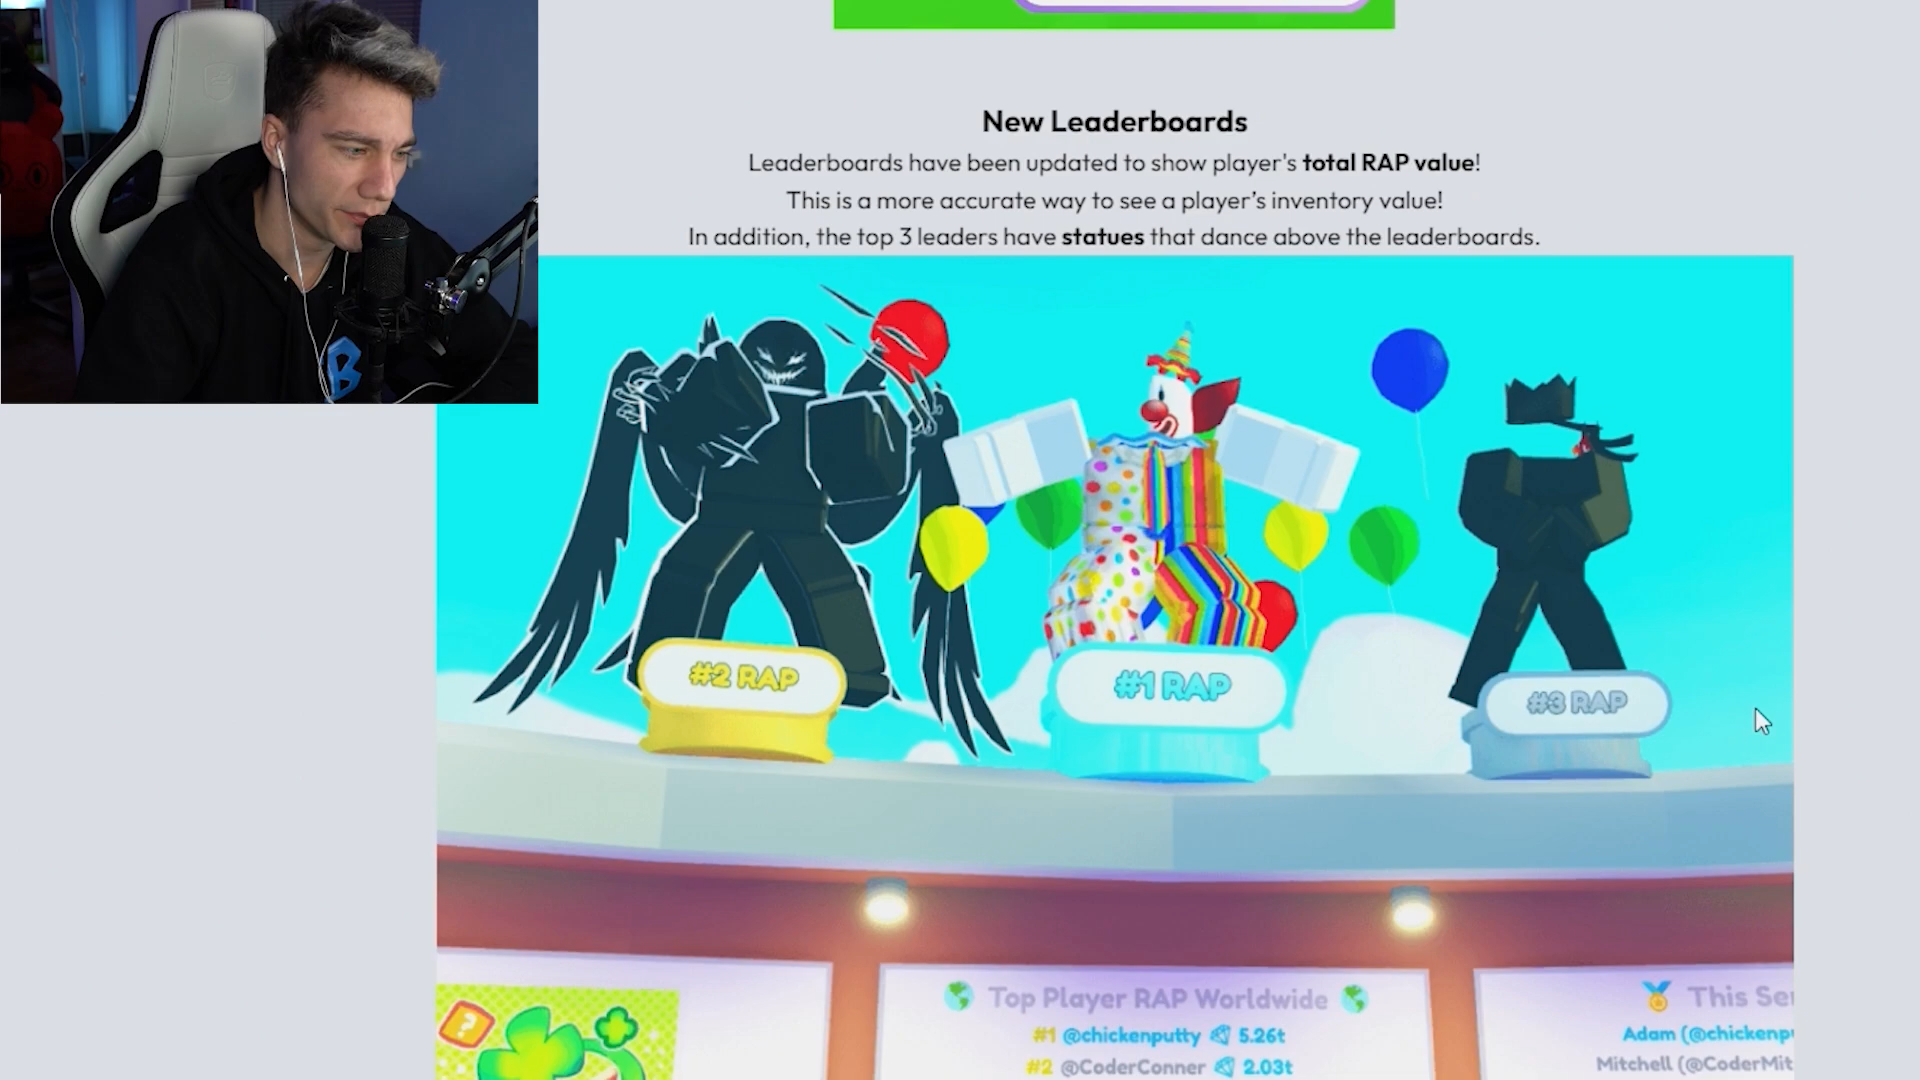 New Leaderboards
Leaderboards have been updated to show player's total RAP value!
This is a more accurate way to see a player's inventory value!
In addition, the top 3 leaders have statues that dance above the leaderboards.
#2 RAP
#1 RAP
#3 RAP
Top Player RAP Worldwide
#1 @chickenputty 5.26t
#2 @CoderConner 2.03t
This Se
Adam (@chickenp
Mitchell (@CoderMit
?
B